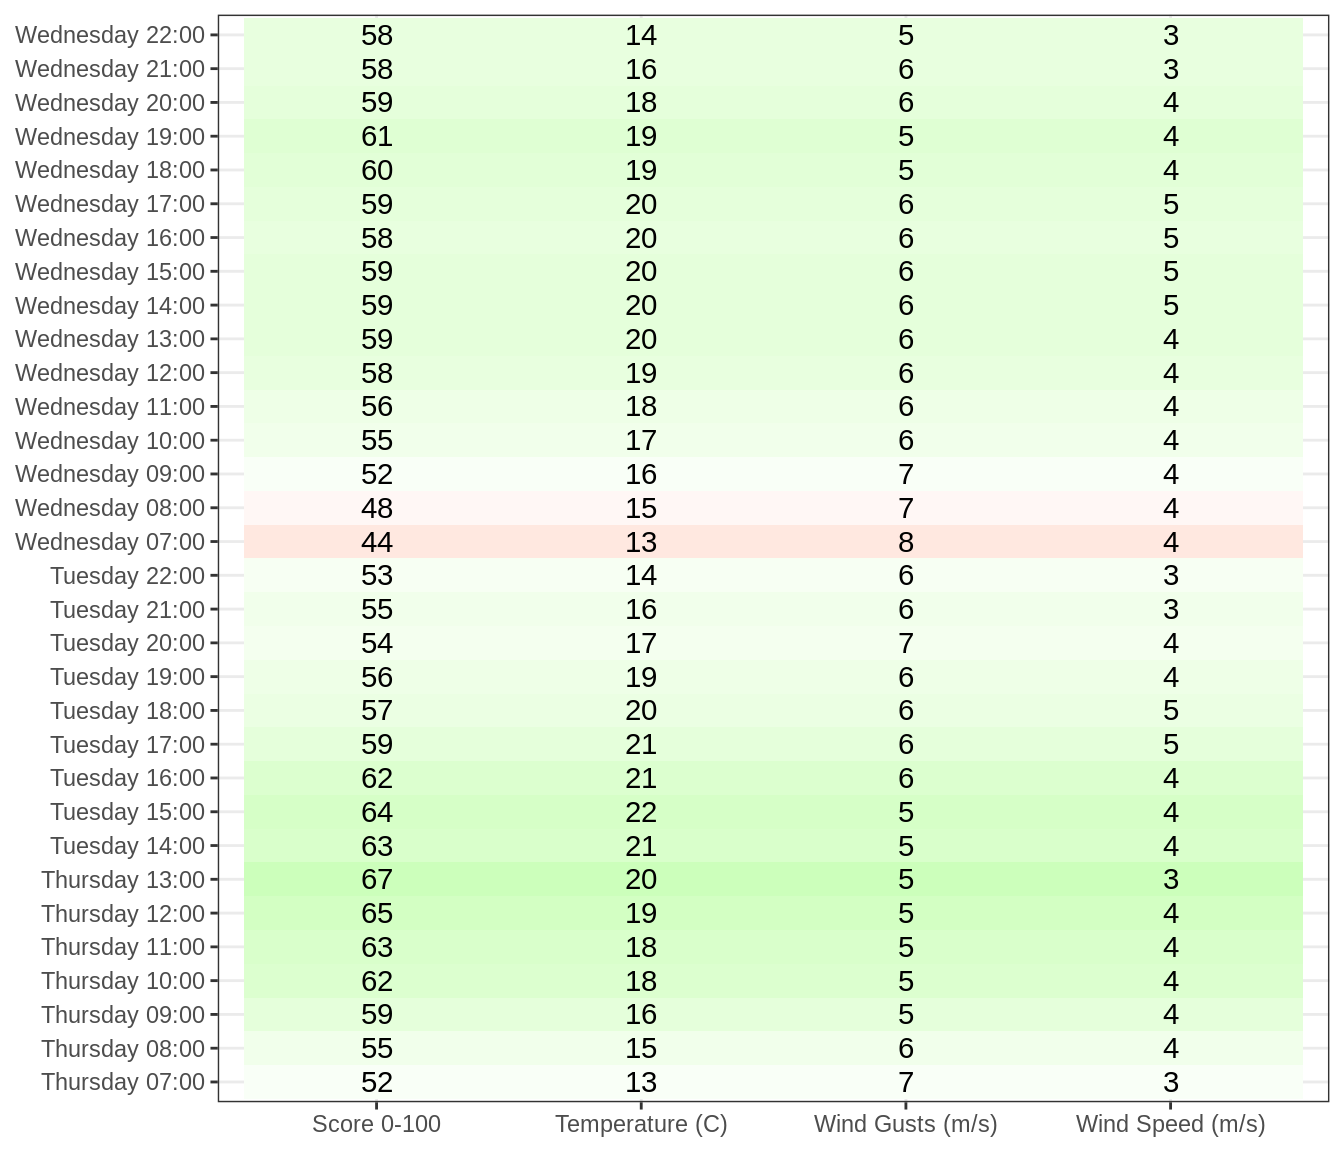 Wednesday 22:00 58 14 5 3
Wednesday 21:00 58 16 6 3
Wednesday 20:00 59 18 6 4
Wednesday 19:00 61 19 5 4
Wednesday 18:00 60 19 5 4
Wednesday 17:00 59 20 6 5
Wednesday 16:00 58 20 6 5
Wednesday 15:00 59 20 6 5
Wednesday 14:00 59 20 6 5
Wednesday 13:00 59 20 6 4
Wednesday 12:00 58 19 6 4
Wednesday 11:00 56 18 6 4
Wednesday 10:00 55 17 6 4
Wednesday 09:00 52 16 7 4
Wednesday 08:00 48 15 7 4
Wednesday 07:00 44 13 8 4
Tuesday 22:00 53 14 6 3
Tuesday 21:00 55 16 6 3
Tuesday 20:00 54 17 7 4
Tuesday 19:00 56 19 6 4
Tuesday 18:00 57 20 6 5
Tuesday 17:00 59 21 6 5
Tuesday 16:00 62 21 6 4
Tuesday 15:00 64 22 5 4
Tuesday 14:00 63 21 5 4
Thursday 13:00 67 20 5 3
Thursday 12:00 65 19 5 4
Thursday 11:00 63 18 5 4
Thursday 10:00 62 18 5 4
Thursday 09:00 59 16 5 4
Thursday 08:00 55 15 6 4
Thursday 07:00 52 13 7 3
Score 0-100 Temperature (C) Wind Gusts (m/s) Wind Speed (m/s)